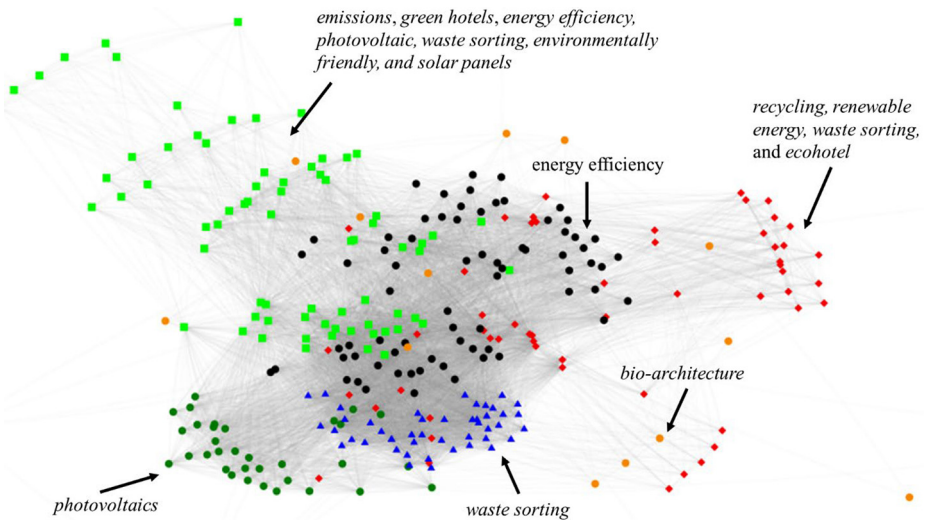 emissions, green hotels, energy efficiency,
photovoltaic, waste sorting, environmentally
friendly, and solar panels
recycling, renewable
energy, waste sorting,
and ecohotel
energy efficiency
bio-architecture
photovoltaics
waste sorting